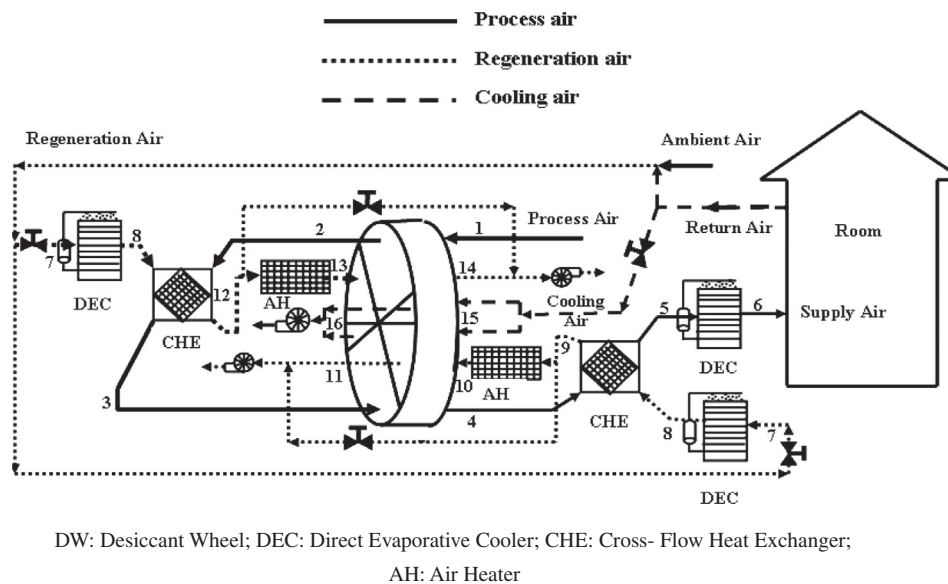 Process air
Regeneration air
Cooling air
Regeneration Air
Ambient Air
Return Air
Room
Process Air
1
2
7
8
DEC
12
CHE
13
AH
14
Cooling
Air
15
16
5
DEC
6
Supply Air
11
10
9
AH
CHE
3
4
8
7
DEC
DW: Desiccant Wheel; DEC: Direct Evaporative Cooler; CHE: Cross- Flow Heat Exchanger;
AH: Air Heater